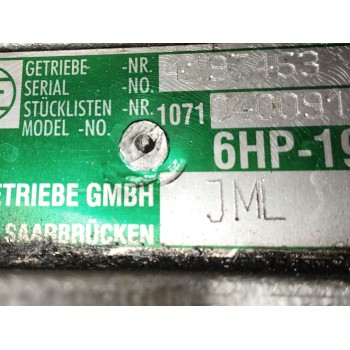 GETRIEBE -NR.
SERIAL -NO.
STÜCKLISTEN -NR. 1071
MODEL -NO.
6HP-19
ETRIEBE GMBH JML
SAARBRÜCKEN